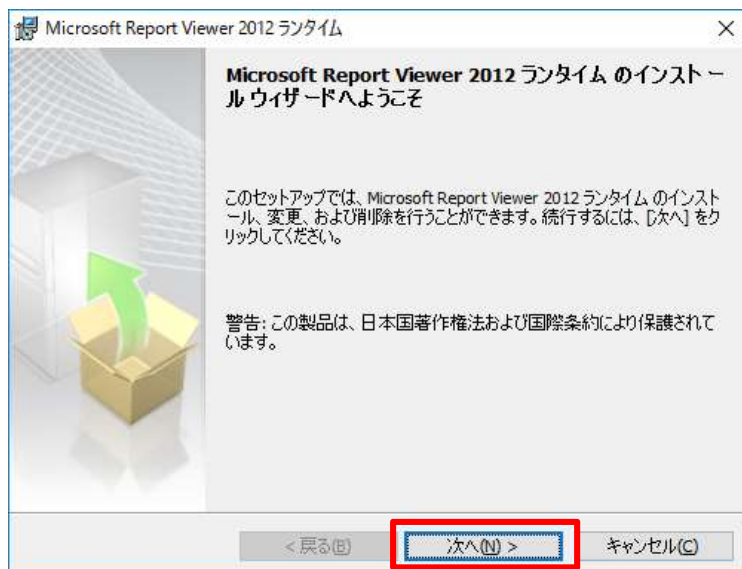 Microsoft Report Viewer 2012 ランタイム
Microsoft Report Viewer 2012 ランタイム のインストー
ル ウィザードへようこそ
このセットアップでは、Microsoft Report Viewer 2012 ランタイム のインスト
ール、変更、および削除を行うことができます。続行するには、[次へ] をク
リックしてください。
警告: この製品は、日本国著作権法および国際条約により保護されて
います。
< 戻る(B)
次へ(N) >
キャンセル(C)